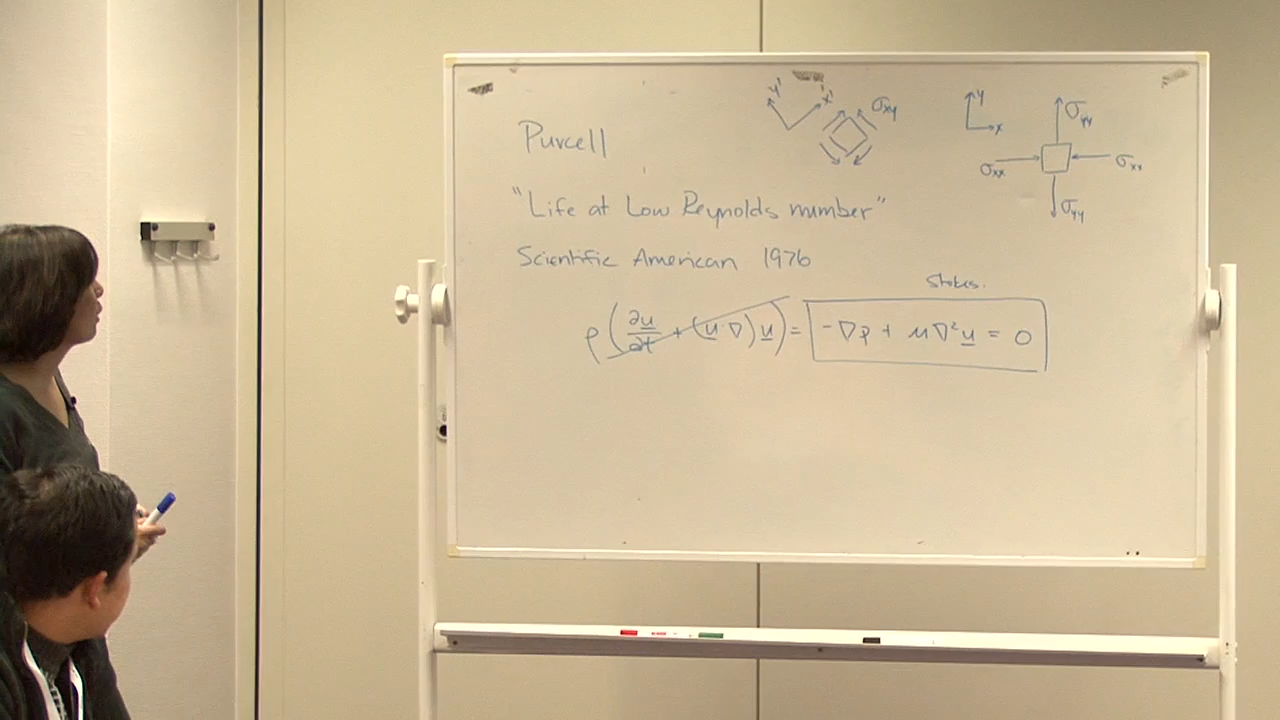 y' x' σxy
y x
σyy
σxx σxx
σyy
Purcell
"Life at Low Reynolds number"
Scientific American 1976
Stokes.
ρ(∂u/∂t + (u·∇)u) = -∇p + μ∇²u = 0